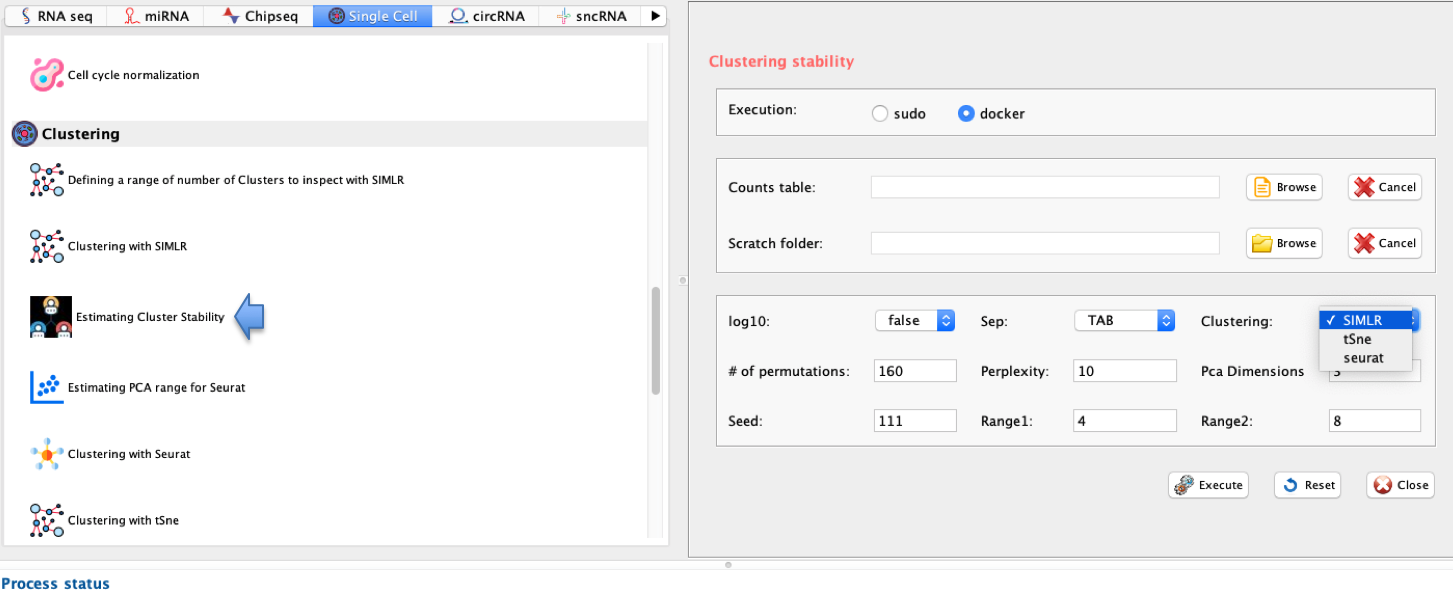 RNA seq miRNA Chipseq Single Cell circRNA sncRNA
Cell cycle normalization
Clustering
Defining a range of number of Clusters to inspect with SIMLR
Clustering with SIMLR
Estimating Cluster Stability
Estimating PCA range for Seurat
Clustering with Seurat
Clustering with tSne
Clustering stability
Execution: sudo docker
Counts table: Browse Cancel
Scratch folder: Browse Cancel
log10: false Sep: TAB Clustering: ✓ SIMLR
tSne
seurat
# of permutations: 160 Perplexity: 10 Pca Dimensions
Seed: 111 Range1: 4 Range2: 8
Execute Reset Close
Process status